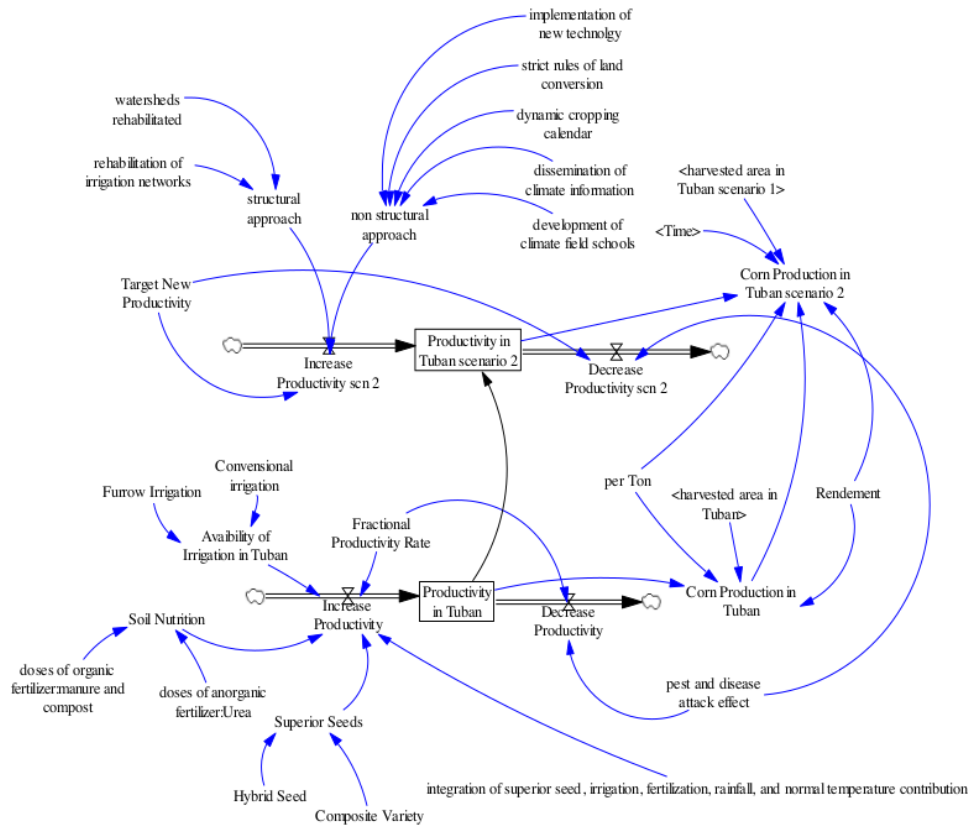 implementation of
new technolgy
strict rules of land
conversion
watersheds
rehabilitated
dynamic cropping
calendar
rehabilitation of
irrigation networks
dissemination of
climate information
<harvested area in
Tuban scenario 1>
structural
approach
non structural
approach
development of
climate field schools
<Time>
Corn Production in
Tuban scenario 2
Target New
Productivity
Productivity in
Tuban scenario 2
Increase
Productivity scn 2
Decrease
Productivity scn 2
Convensional
irrigation
Furrow Irrigation
per Ton
Rendement
<harvested area in
Tuban>
Avaibility of
Irrigation in Tuban
Fractional
Productivity Rate
Productivity
in Tuban
Corn Production in
Tuban
Increase
Productivity
Decrease
Productivity
Soil Nutrition
doses of organic
fertilizer:manure and
compost
doses of anorganic
fertilizer:Urea
pest and disease
attack effect
Superior Seeds
Hybrid Seed
Composite Variety
integration of superior seed, irrigation, fertilization, rainfall, and normal temperature contribution